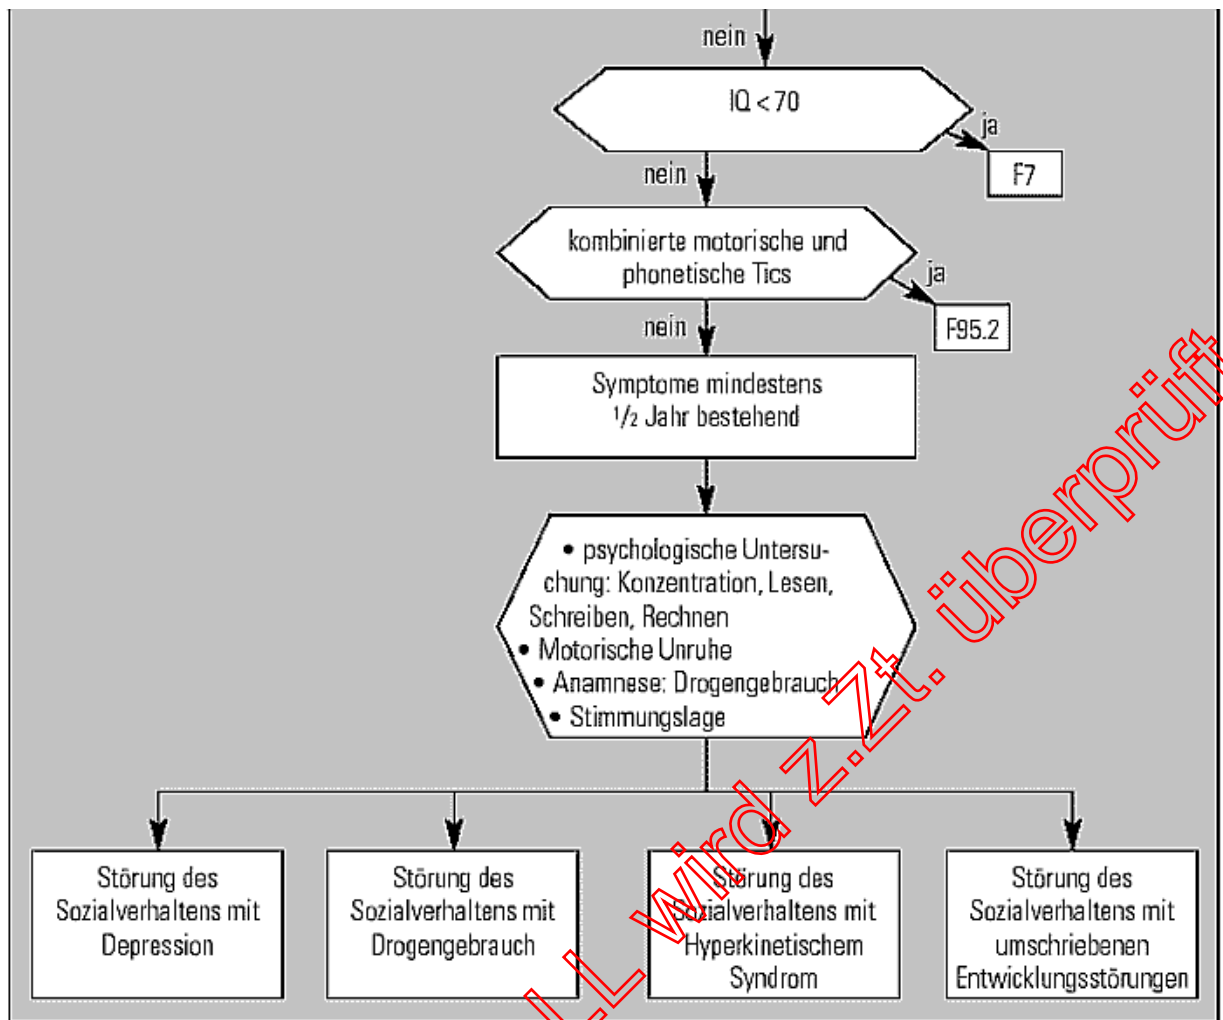 nein
IQ < 70
ja
F7
nein
kombinierte motorische und
phonetische Tics
ja
F95.2
nein
Symptome mindestens
1/2 Jahr bestehend
• psychologische Untersu-
chung: Konzentration, Lesen,
Schreiben, Rechnen
• Motorische Unruhe
• Anamnese: Drogengebrauch
• Stimmungslage
Störung des
Sozialverhaltens mit
Depression
Störung des
Sozialverhaltens mit
Drogengebrauch
Störung des
Sozialverhaltens mit
Hyperkinetischem
Syndrom
Störung des
Sozialverhaltens mit
umschriebenen
Entwicklungsstörungen
LL wird z.Zt. überprüft